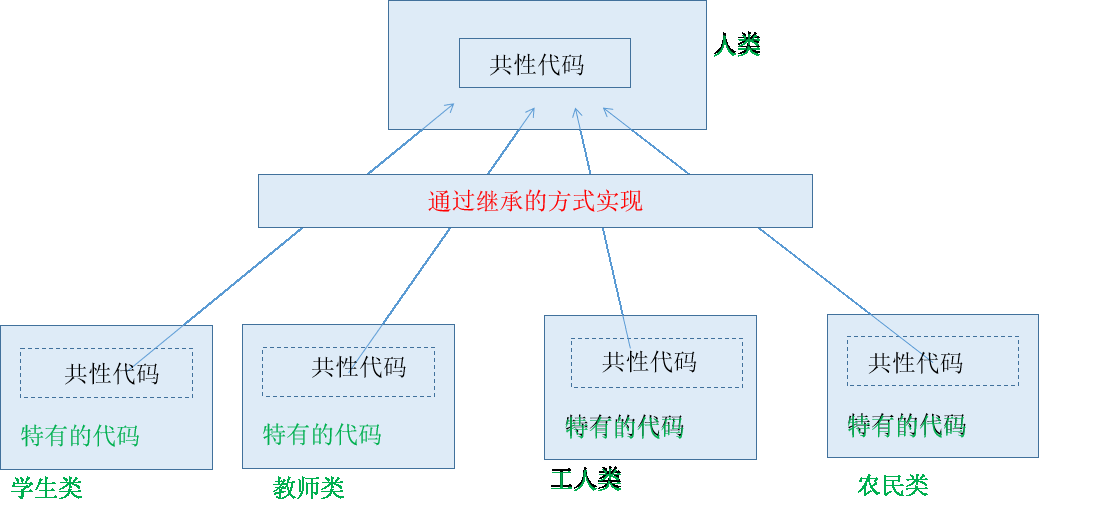 人类
共性代码
通过继承的方式实现
共性代码
特有的代码
学生类
共性代码
特有的代码
教师类
共性代码
特有的代码
工人类
共性代码
特有的代码
农民类